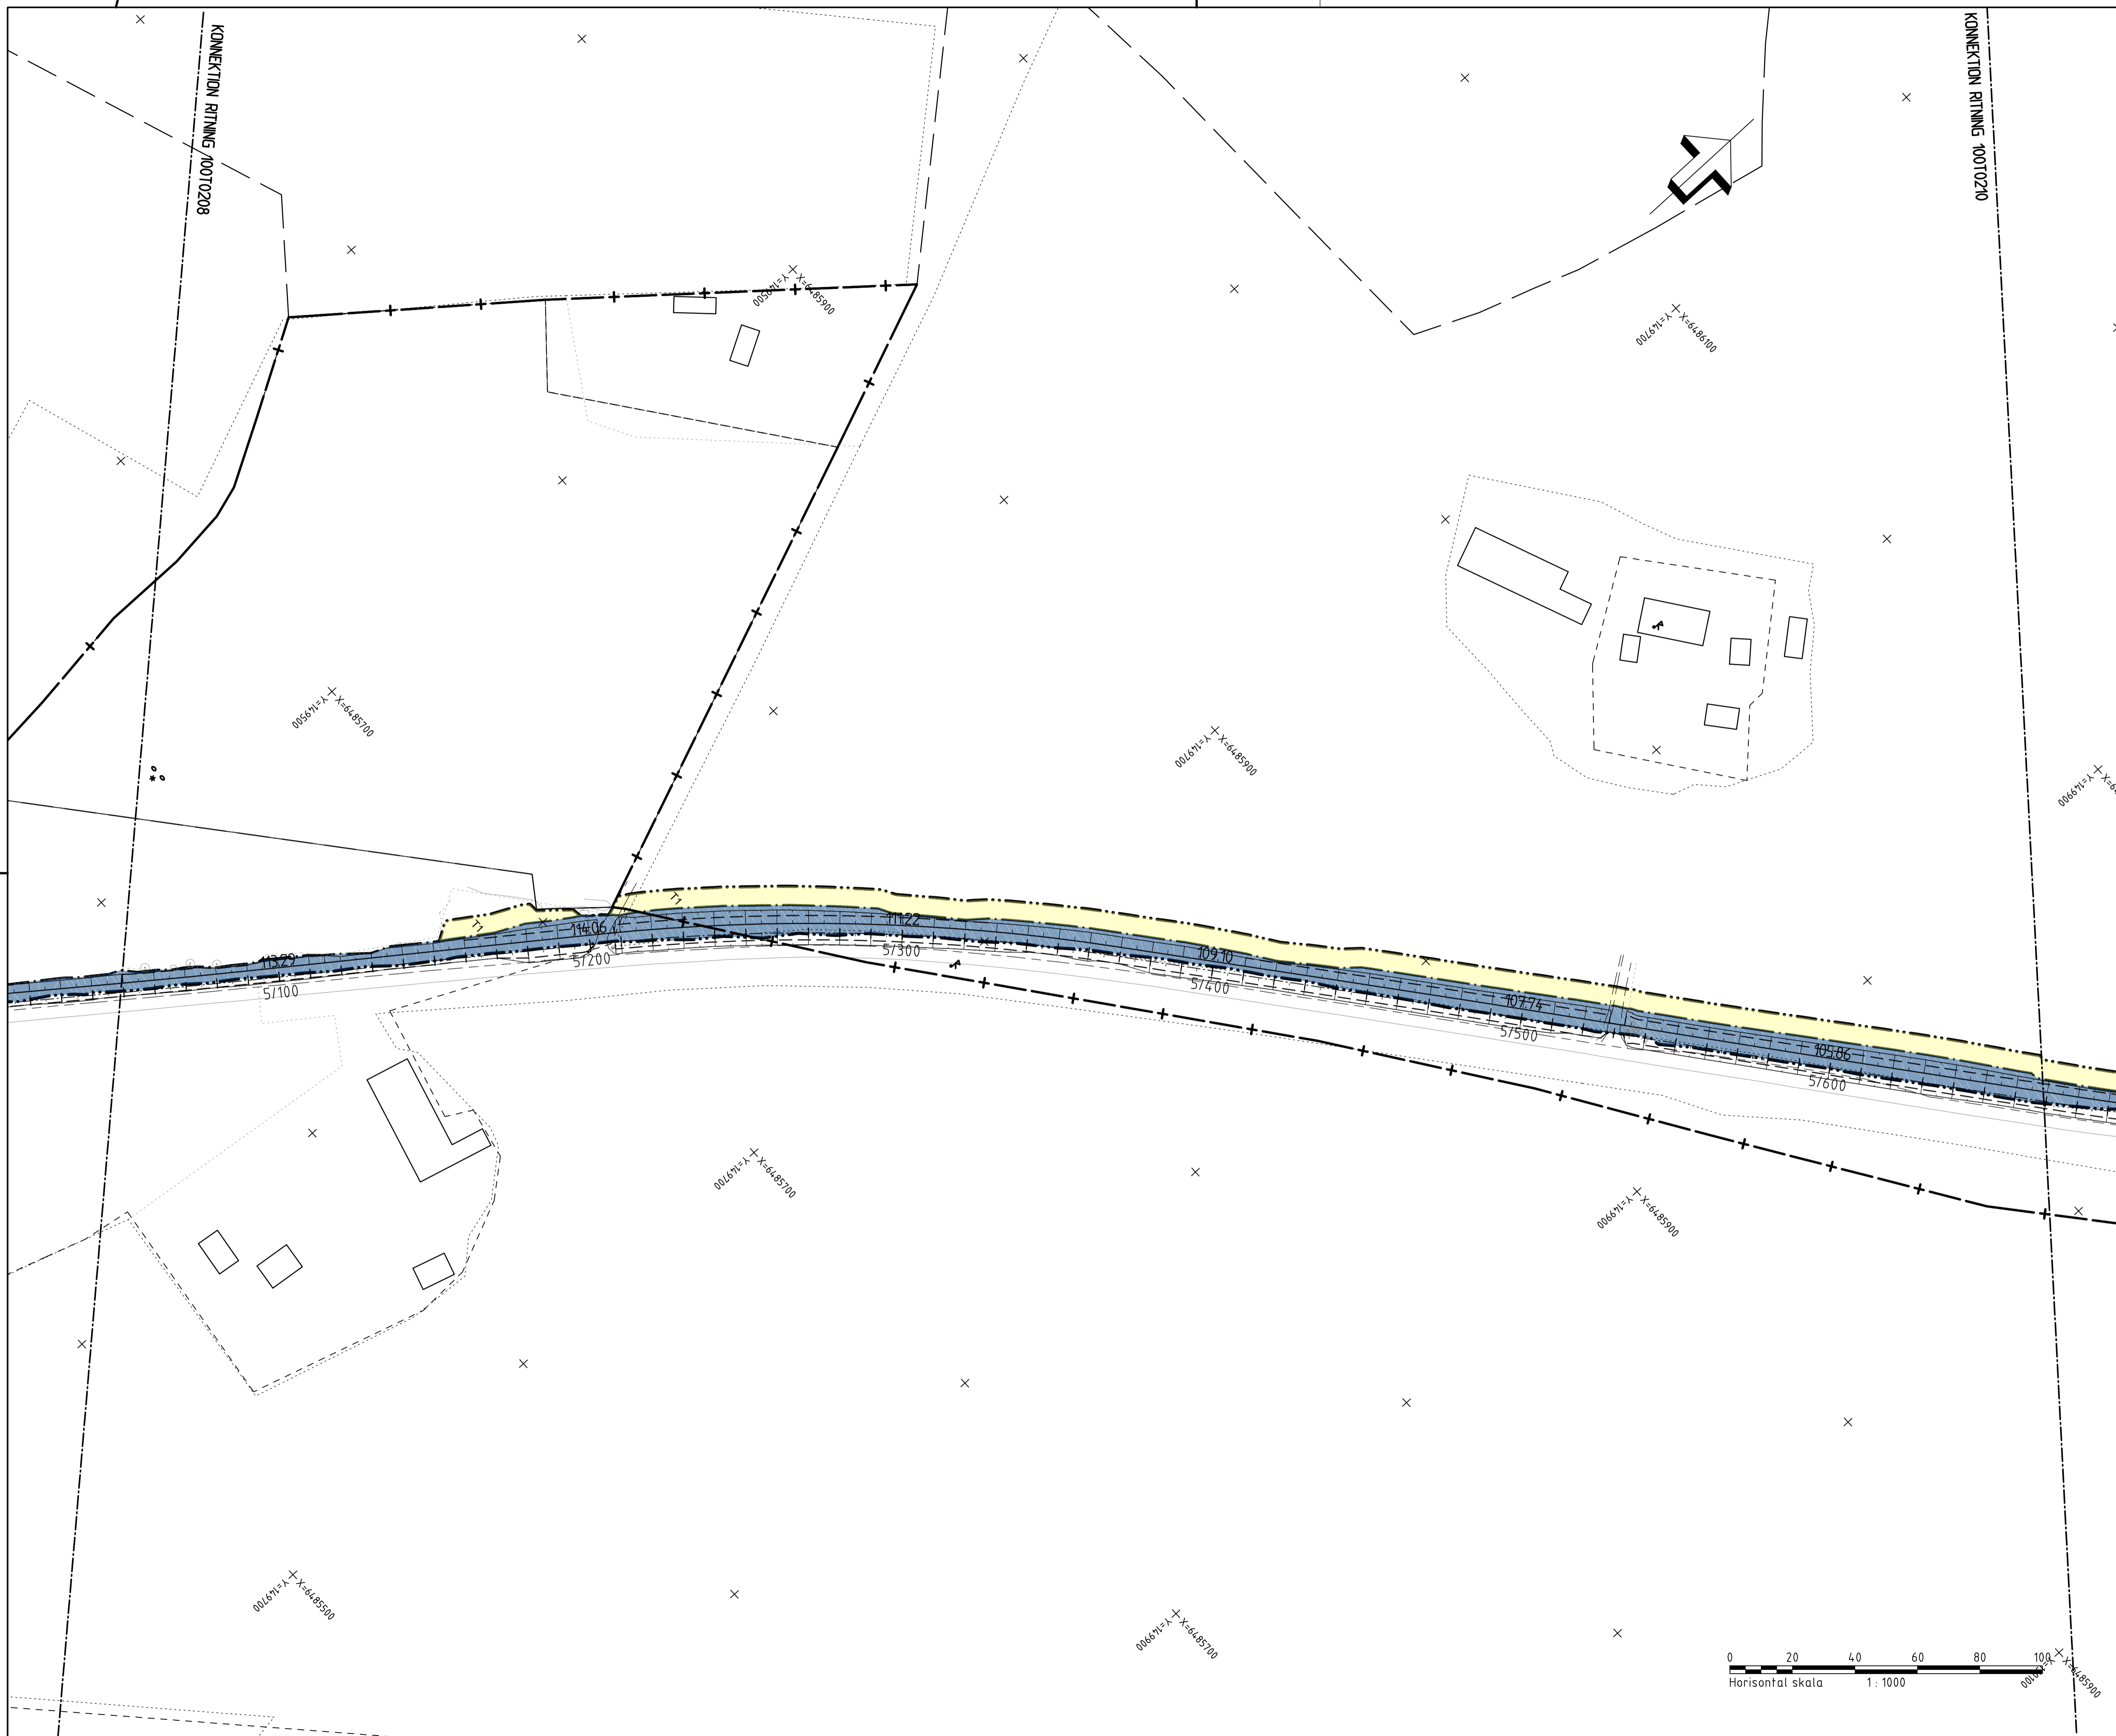 KONNEKTION RITNING 100T0208
KONNEKTION RITNING 100T0210
Y=149500
X=6485900
Y=149700
X=6486100
Y=149500
X=6485700
Y=149700
X=6485900
Y=149900
T1
T1
113.29
114.06
111.22
109.10
107.74
105.86
5/100
5/200
5/300
5/400
5/500
5/600
Y=149700
X=6485700
Y=149900
X=6485900
Y=149700
X=6485500
Y=149900
X=6485700
X=6485900
0 20 40 60 80 100
Horisontal skala 1:1000